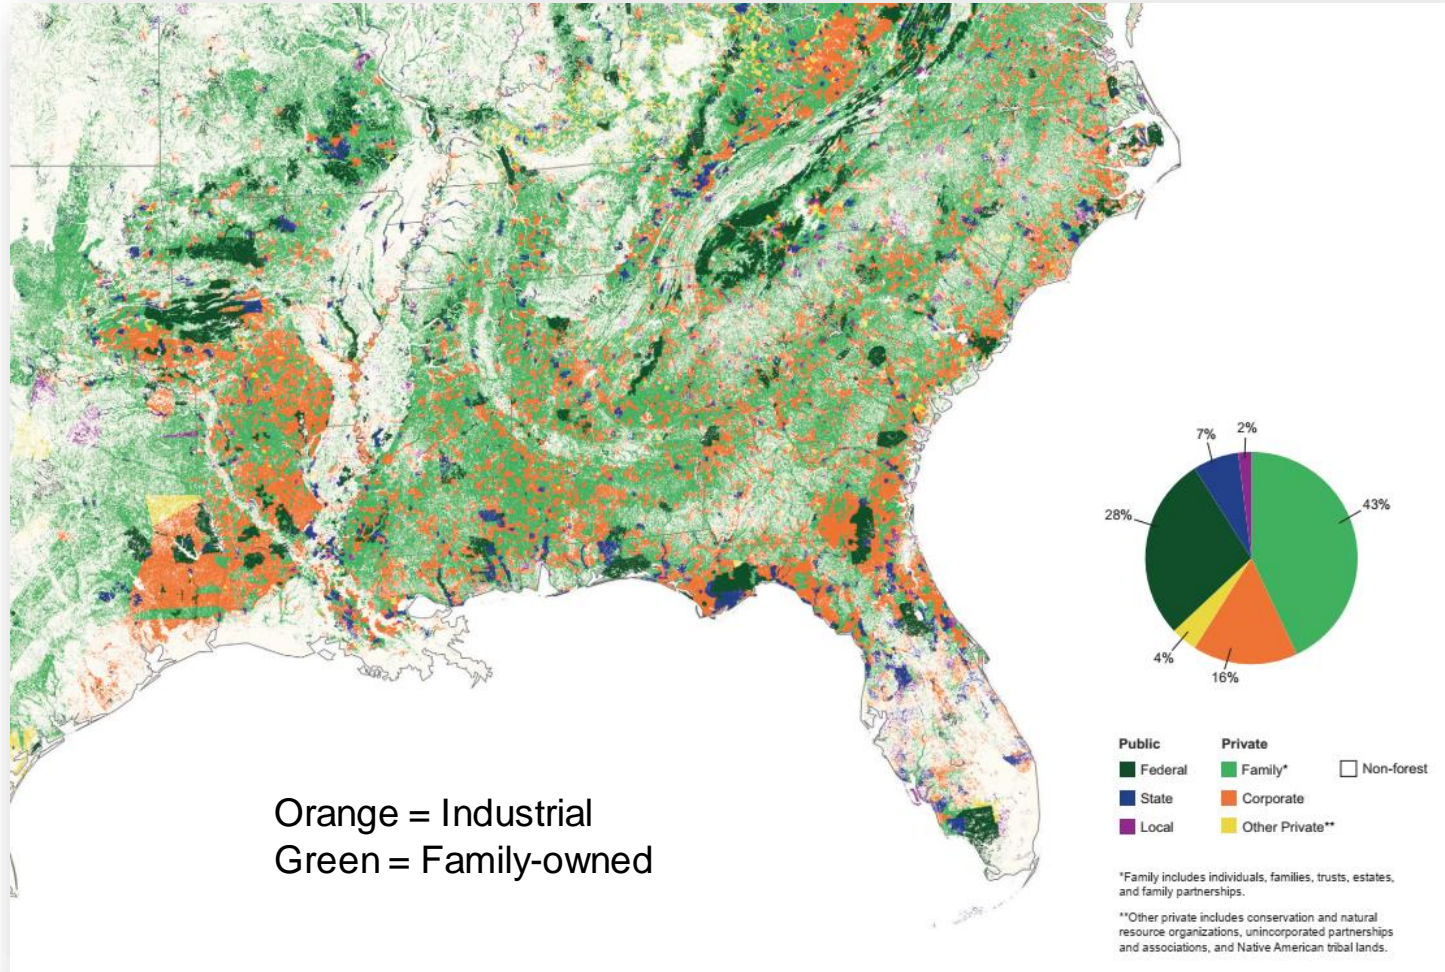 7%
2%
28%
43%
4%
16%
Public
Private
Federal
Family*
Non-forest
State
Corporate
Local
Other Private**
Orange = Industrial
Green = Family-owned
*Family includes individuals, families, trusts, estates,
and family partnerships.
**Other private includes conservation and natural
resource organizations, unincorporated partnerships
and associations, and Native American tribal lands.